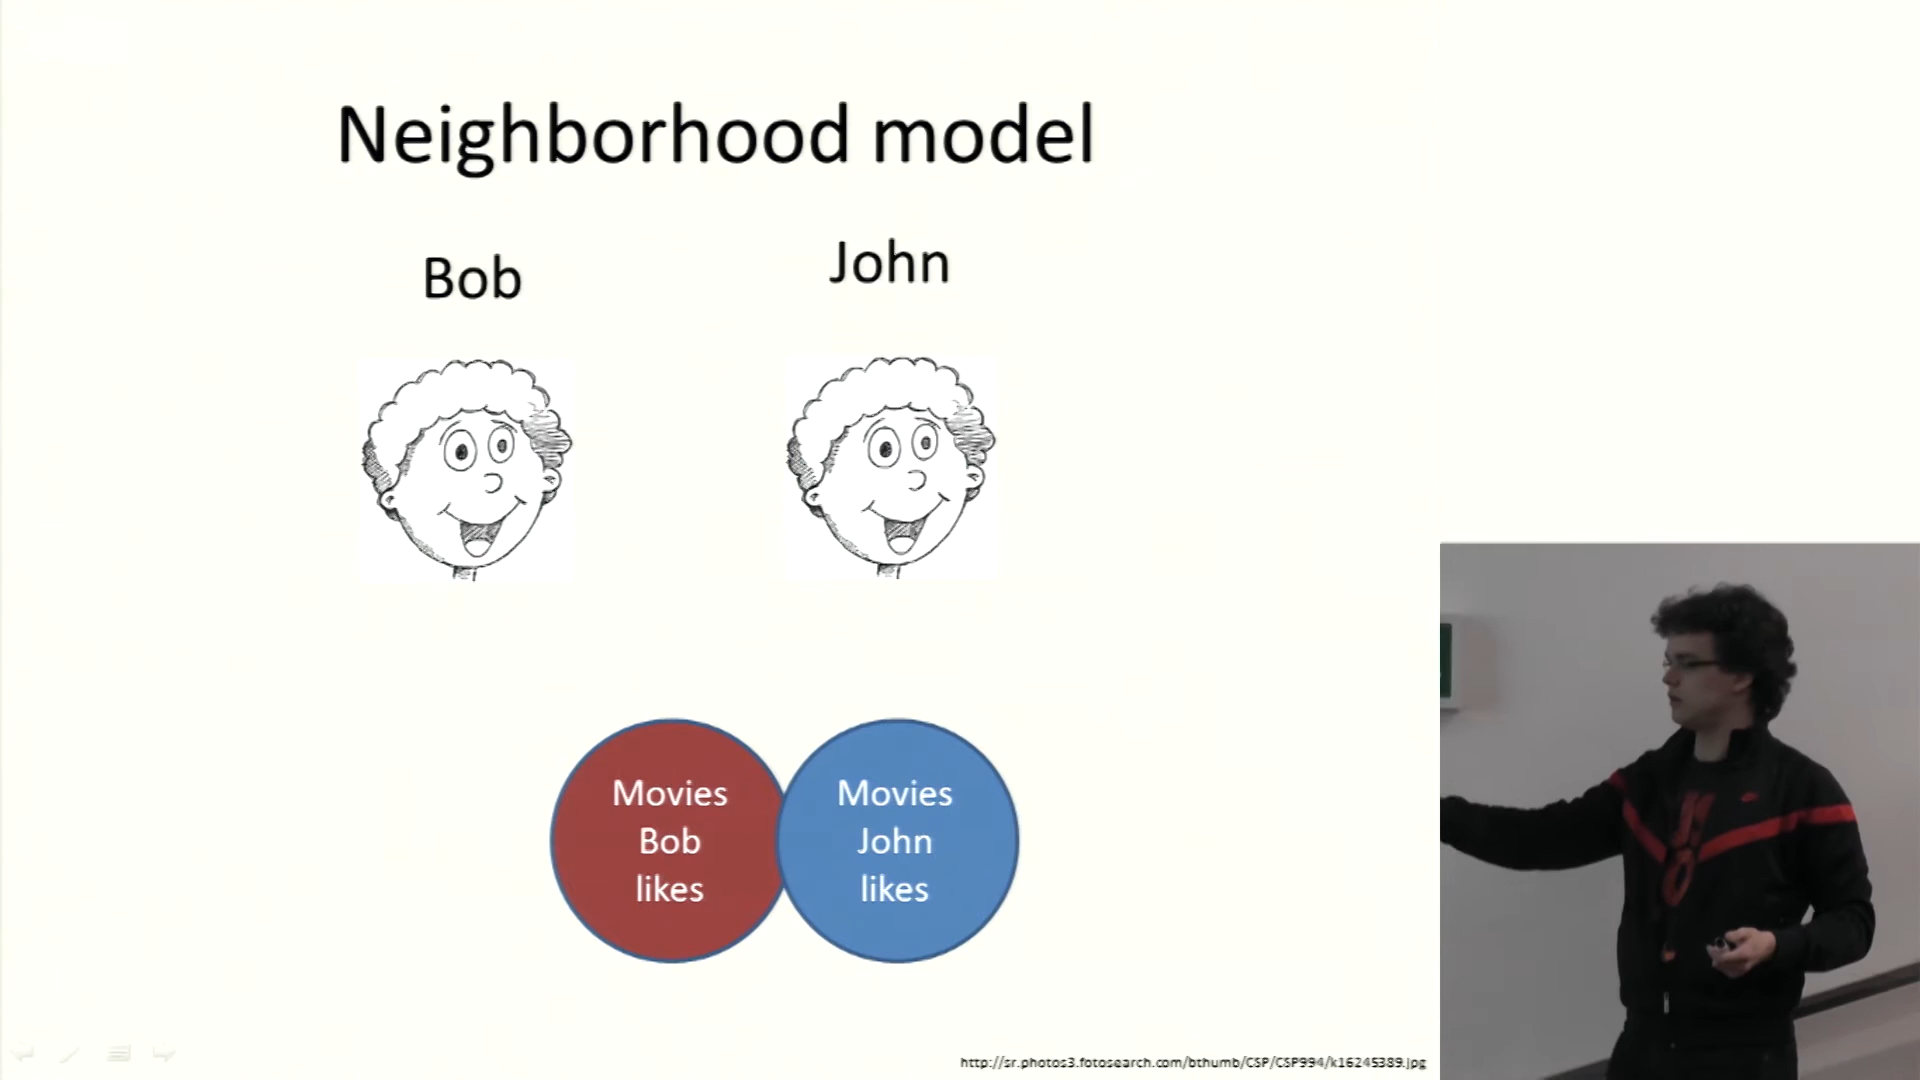 Neighborhood model
Bob
John
Movies
Bob
likes
Movies
John
likes
http://sr.photos3.fotosearch.com/bthumb/CSP/CSP994/k16245389.jpg